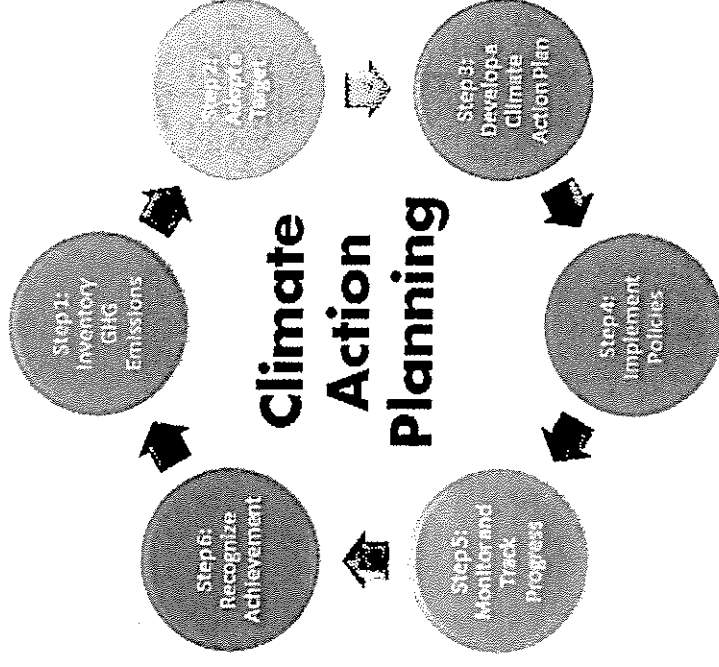 Climate
Action
Planning
Step 1:
Inventory
GHG
Emissions
Step 2:
Adopt a
Target
Step 3:
Develop a
Climate
Action Plan
Step 4:
Implement
Policies
Step 5:
Monitor and
Track
Progress
Step 6:
Recognize
Achievement